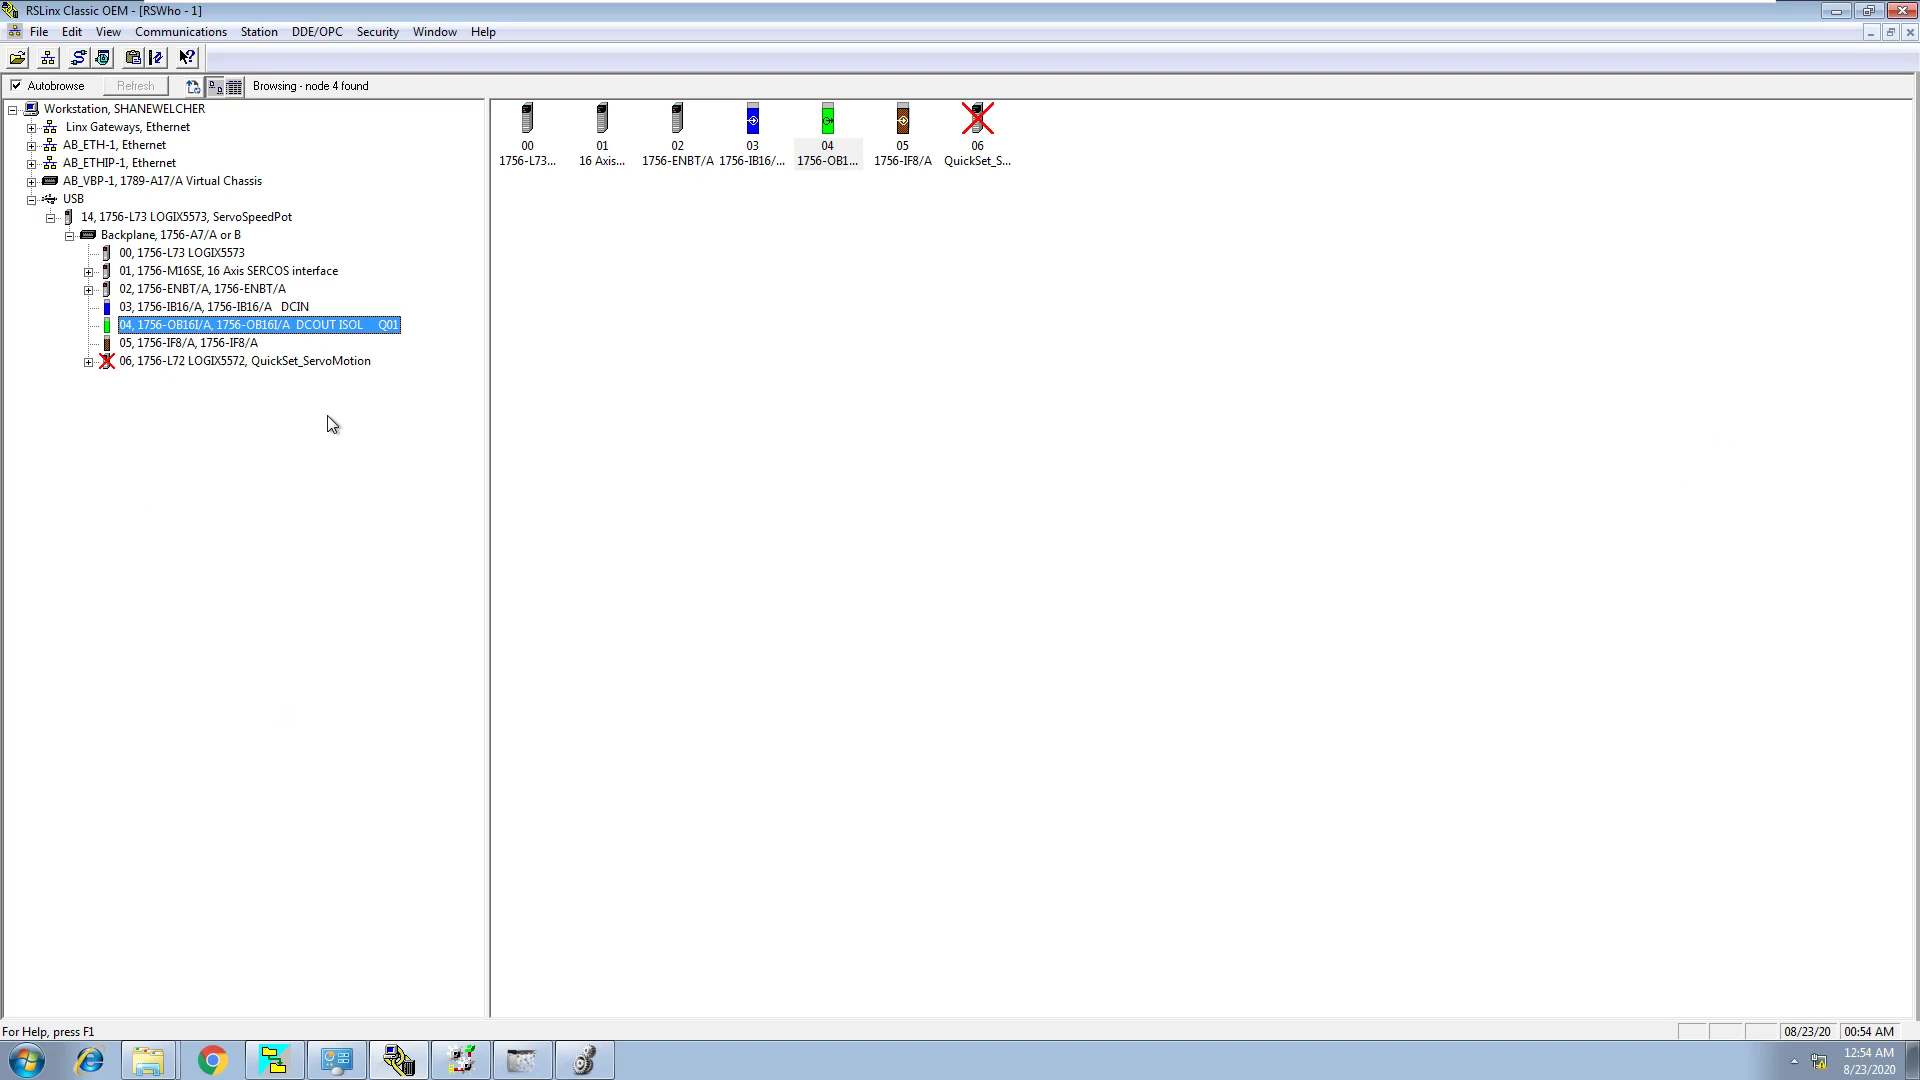 RSLinx Classic OEM - [RSWho - 1]
File Edit View Communications Station DDE/OPC Security Window Help
Autobrowse Refresh Browsing - node 4 found
Workstation, SHANEWELCHER
Linx Gateways, Ethernet
AB_ETH-1, Ethernet
AB_ETHIP-1, Ethernet
AB_VBP-1, 1789-A17/A Virtual Chassis
USB
14, 1756-L73 LOGIX5573, ServoSpeedPot
Backplane, 1756-A7/A or B
00, 1756-L73 LOGIX5573
01, 1756-M16SE, 16 Axis SERCOS interface
02, 1756-ENBT/A, 1756-ENBT/A
03, 1756-IB16/A, 1756-IB16/A DCIN
04, 1756-OB16I/A, 1756-OB16I/A DCOUT ISOL Q01
05, 1756-IF8/A, 1756-IF8/A
06, 1756-L72 LOGIX5572, QuickSet_ServoMotion
00 01 02 03 04 05 06
1756-L73... 16 Axis... 1756-ENBT/A 1756-IB16/... 1756-OB1... 1756-IF8/A QuickSet_S...
For Help, press F1
08/23/20 00:54 AM
12:54 AM
8/23/2020